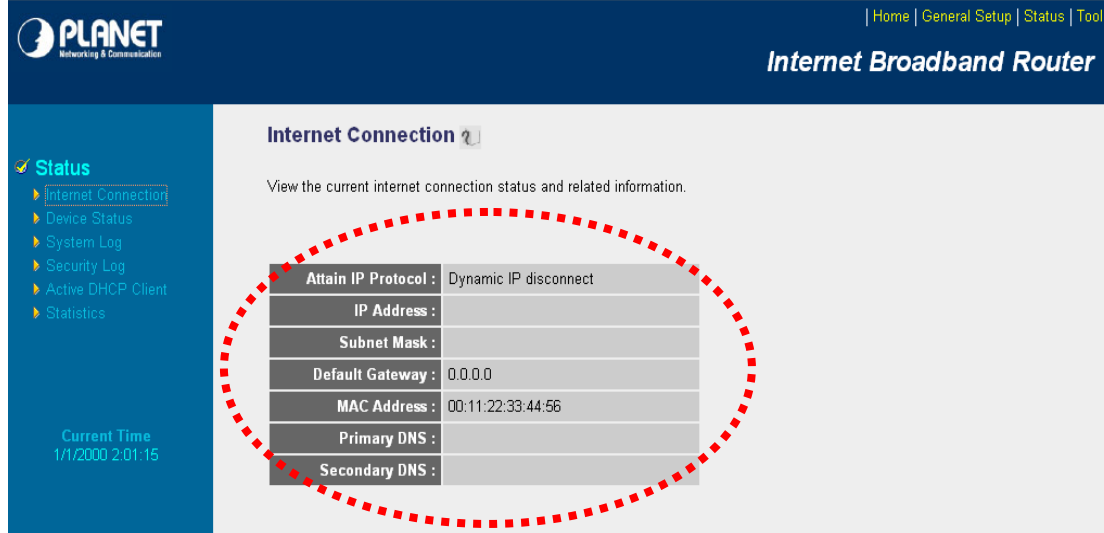 PLANET
Networking & Communication
| Home | General Setup | Status | Tool
Internet Broadband Router
Status
Internet Connection
Device Status
System Log
Security Log
Active DHCP Client
Statistics
Current Time
1/1/2000 2:01:15
Internet Connection
View the current internet connection status and related information.
Attain IP Protocol : Dynamic IP disconnect
IP Address :
Subnet Mask :
Default Gateway : 0.0.0.0
MAC Address : 00:11:22:33:44:56
Primary DNS :
Secondary DNS :